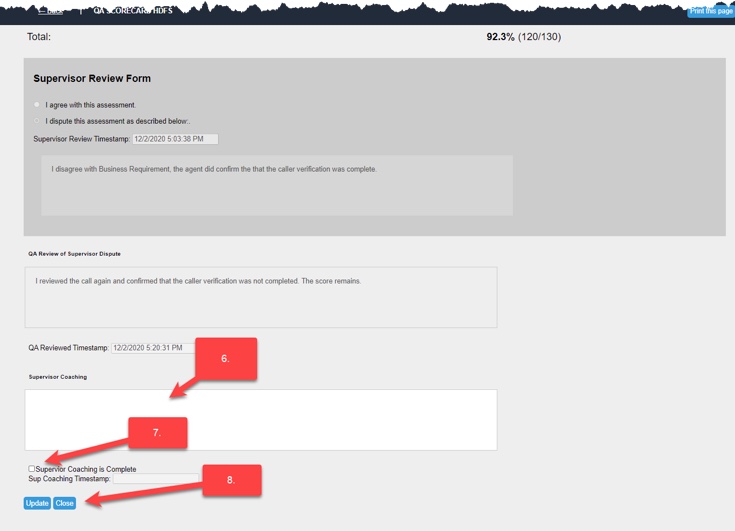 QA SCORECARD HDFS
Print this page
Total: 92.3% (120/130)
Supervisor Review Form
I agree with this assessment.
I dispute this assessment as described below..
Supervisor Review Timestamp: 12/2/2020 5:03:38 PM
I disagree with Business Requirement, the agent did confirm the that the caller verification was complete.
QA Review of Supervisor Dispute
I reviewed the call again and confirmed that the caller verification was not completed. The score remains.
QA Reviewed Timestamp: 12/2/2020 5:20:31 PM
6.
Supervisor Coaching
7.
Supervior Coaching is Complete
Sup Coaching Timestamp:
8.
Update Close